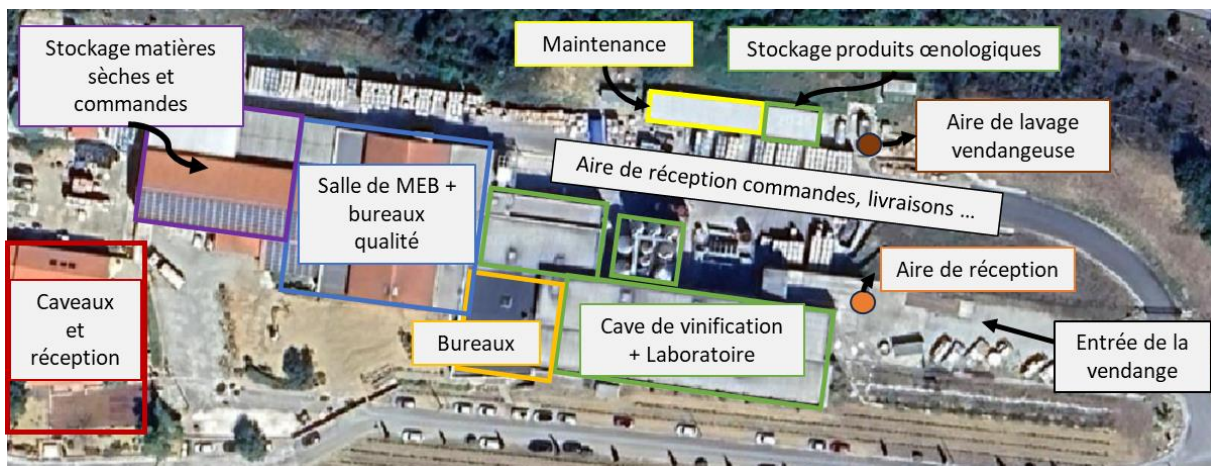 Stockage matières
sèches et
commandes
Maintenance
Stockage produits œnologiques
Aire de lavage
vendangeuse
Aire de réception commandes, livraisons ...
Salle de MEB +
bureaux
qualité
Aire de réception
Caveaux
et
réception
Bureaux
Cave de vinification
+ Laboratoire
Entrée de la
vendange